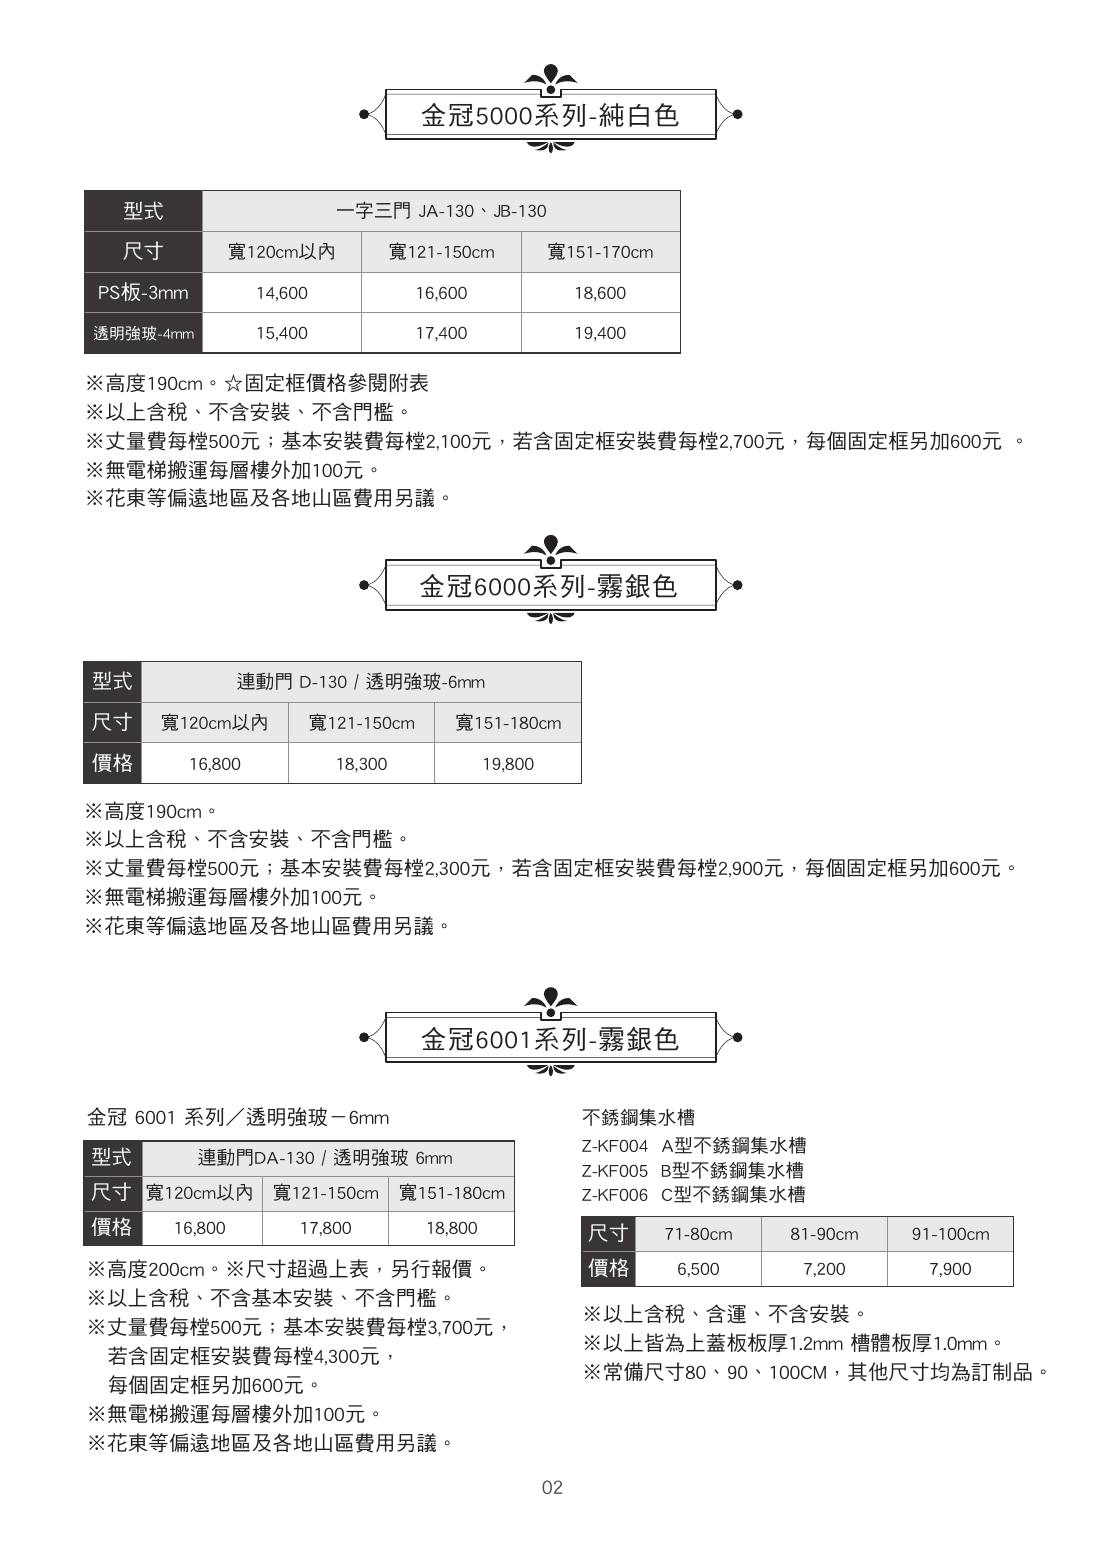 金冠5000系列-純白色
型式 一字三門 JA-130、JB-130
尺寸 寬120cm以內 寬121-150cm 寬151-170cm
PS板-3mm 14,600 16,600 18,600
透明強玻-4mm 15,400 17,400 19,400
※高度190cm。☆固定框價格參閱附表
※以上含稅、不含安裝、不含門檻。
※丈量費每樘500元；基本安裝費每樘2,100元，若含固定框安裝費每樘2,700元，每個固定框另加600元 。
※無電梯搬運每層樓外加100元。
※花東等偏遠地區及各地山區費用另議。
金冠6000系列-霧銀色
型式 連動門 D-130 / 透明強玻-6mm
尺寸 寬120cm以內 寬121-150cm 寬151-180cm
價格 16,800 18,300 19,800
※高度190cm。
※以上含稅、不含安裝、不含門檻。
※丈量費每樘500元；基本安裝費每樘2,300元，若含固定框安裝費每樘2,900元，每個固定框另加600元。
※無電梯搬運每層樓外加100元。
※花東等偏遠地區及各地山區費用另議。
金冠6001系列-霧銀色
金冠 6001 系列／透明強玻－6mm
型式 連動門DA-130 / 透明強玻 6mm
尺寸 寬120cm以內 寬121-150cm 寬151-180cm
價格 16,800 17,800 18,800
※高度200cm。※尺寸超過上表，另行報價。
※以上含稅、不含基本安裝、不含門檻。
※丈量費每樘500元；基本安裝費每樘3,700元，
若含固定框安裝費每樘4,300元，
每個固定框另加600元。
※無電梯搬運每層樓外加100元。
※花東等偏遠地區及各地山區費用另議。
不銹鋼集水槽
Z-KF004 A型不銹鋼集水槽
Z-KF005 B型不銹鋼集水槽
Z-KF006 C型不銹鋼集水槽
尺寸 71-80cm 81-90cm 91-100cm
價格 6,500 7,200 7,900
※以上含稅、含運、不含安裝。
※以上皆為上蓋板板厚1.2mm 槽體板厚1.0mm。
※常備尺寸80、90、100CM，其他尺寸均為訂制品。
02